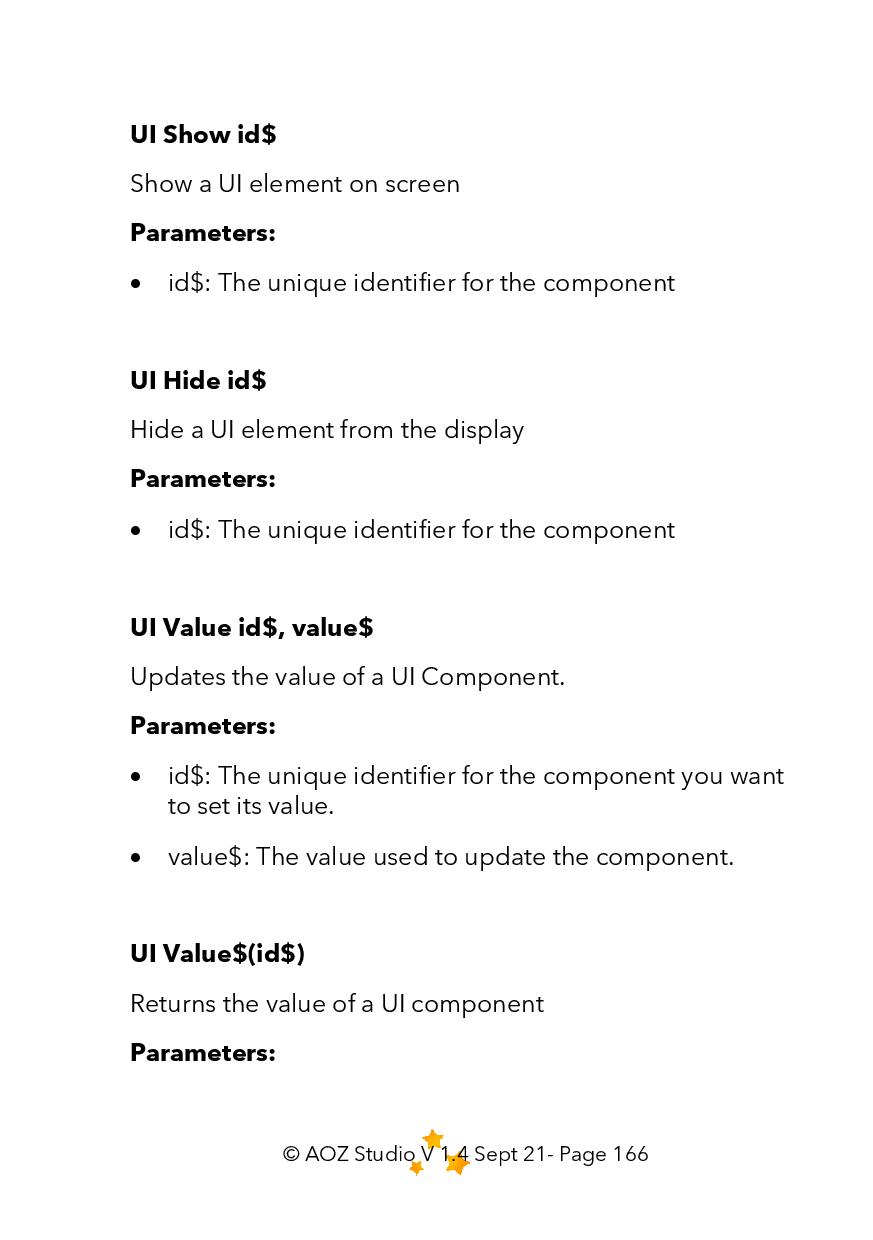 UI Show id$
Show a UI element on screen
Parameters:
• id$: The unique identifier for the component
UI Hide id$
Hide a UI element from the display
Parameters:
• id$: The unique identifier for the component
UI Value id$, value$
Updates the value of a UI Component.
Parameters:
• id$: The unique identifier for the component you want
to set its value.
• value$: The value used to update the component.
UI Value$(id$)
Returns the value of a UI component
Parameters:
© AOZ Studio V 1.4 Sept 21- Page 166